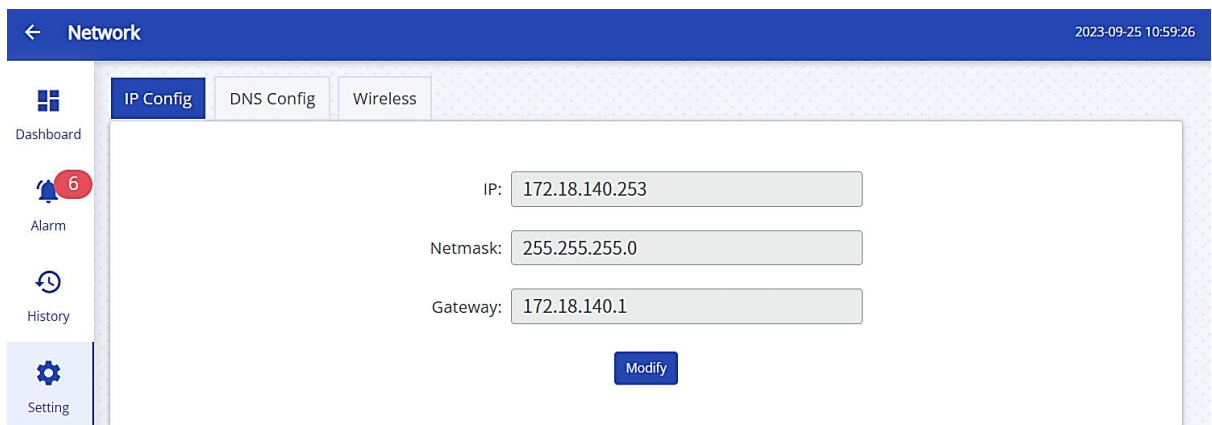 Network
2023-09-25 10:59:26
Dashboard
6
Alarm
History
Setting
IP Config
DNS Config
Wireless
IP: 172.18.140.253
Netmask: 255.255.255.0
Gateway: 172.18.140.1
Modify